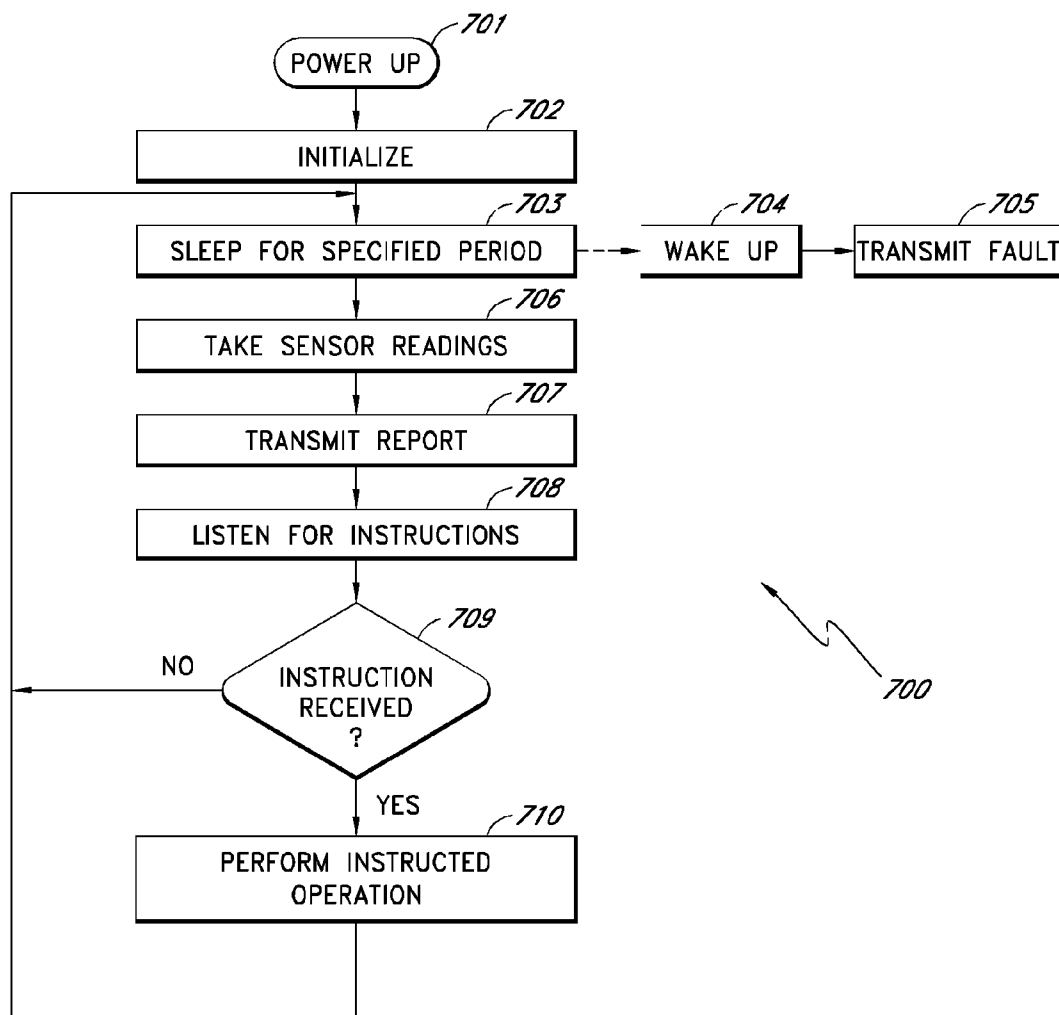 701
POWER UP
702
INITIALIZE
703
SLEEP FOR SPECIFIED PERIOD
704
WAKE UP
705
TRANSMIT FAULT
706
TAKE SENSOR READINGS
707
TRANSMIT REPORT
708
LISTEN FOR INSTRUCTIONS
709
INSTRUCTION
RECEIVED
?
NO
YES
700
710
PERFORM INSTRUCTED
OPERATION